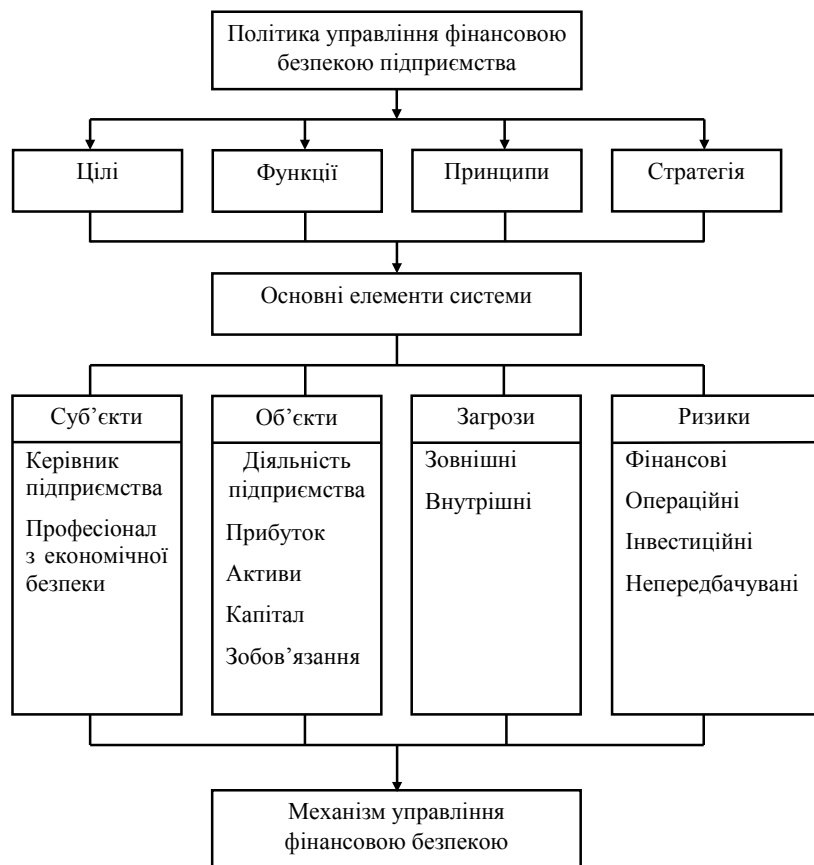 Політика управління фінансовою
безпекою підприємства
Цілі
Функції
Принципи
Стратегія
Основні елементи системи
Суб’єкти
Керівник
підприємства
Професіонал
з економічної
безпеки
Об’єкти
Діяльність
підприємства
Прибуток
Активи
Капітал
Зобов’язання
Загрози
Зовнішні
Внутрішні
Ризики
Фінансові
Операційні
Інвестиційні
Непередбачувані
Механізм управління
фінансовою безпекою